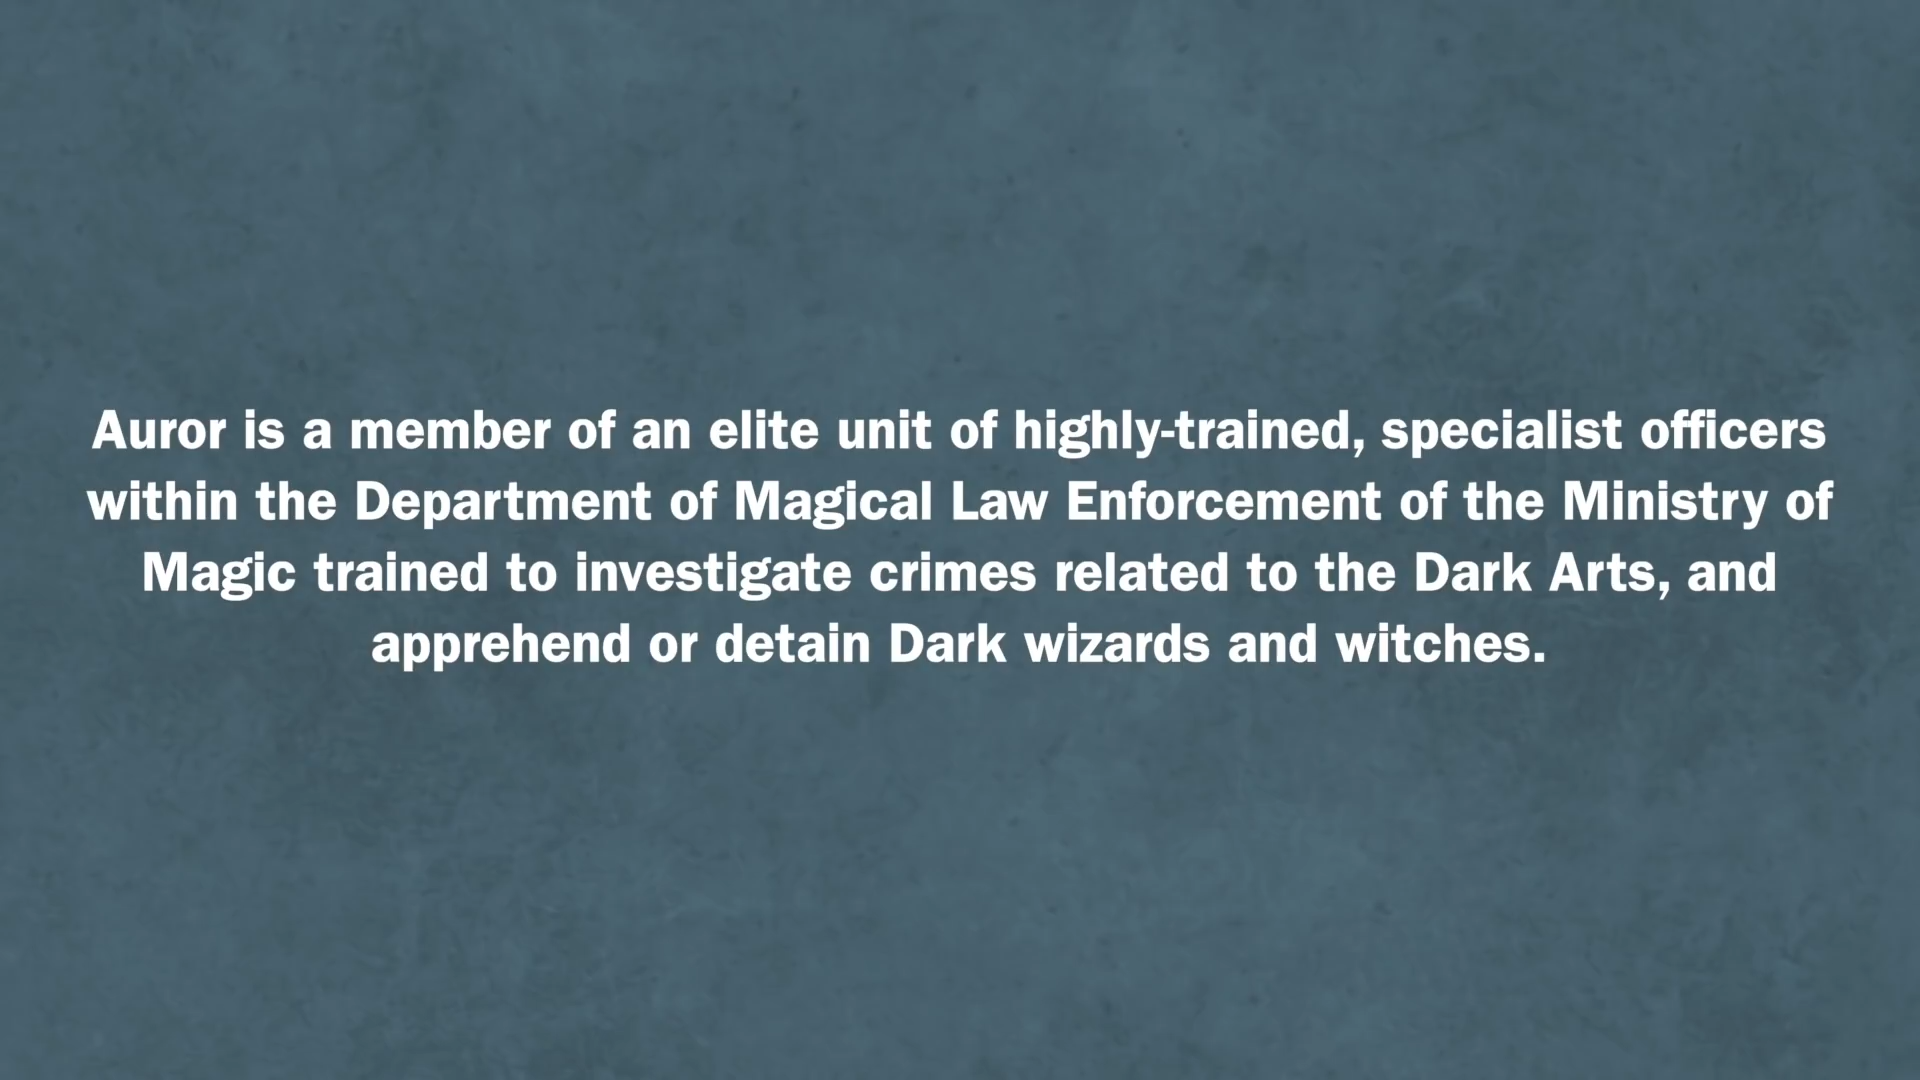 Auror is a member of an elite unit of highly-trained, specialist officers
within the Department of Magical Law Enforcement of the Ministry of
Magic trained to investigate crimes related to the Dark Arts, and
apprehend or detain Dark wizards and witches.